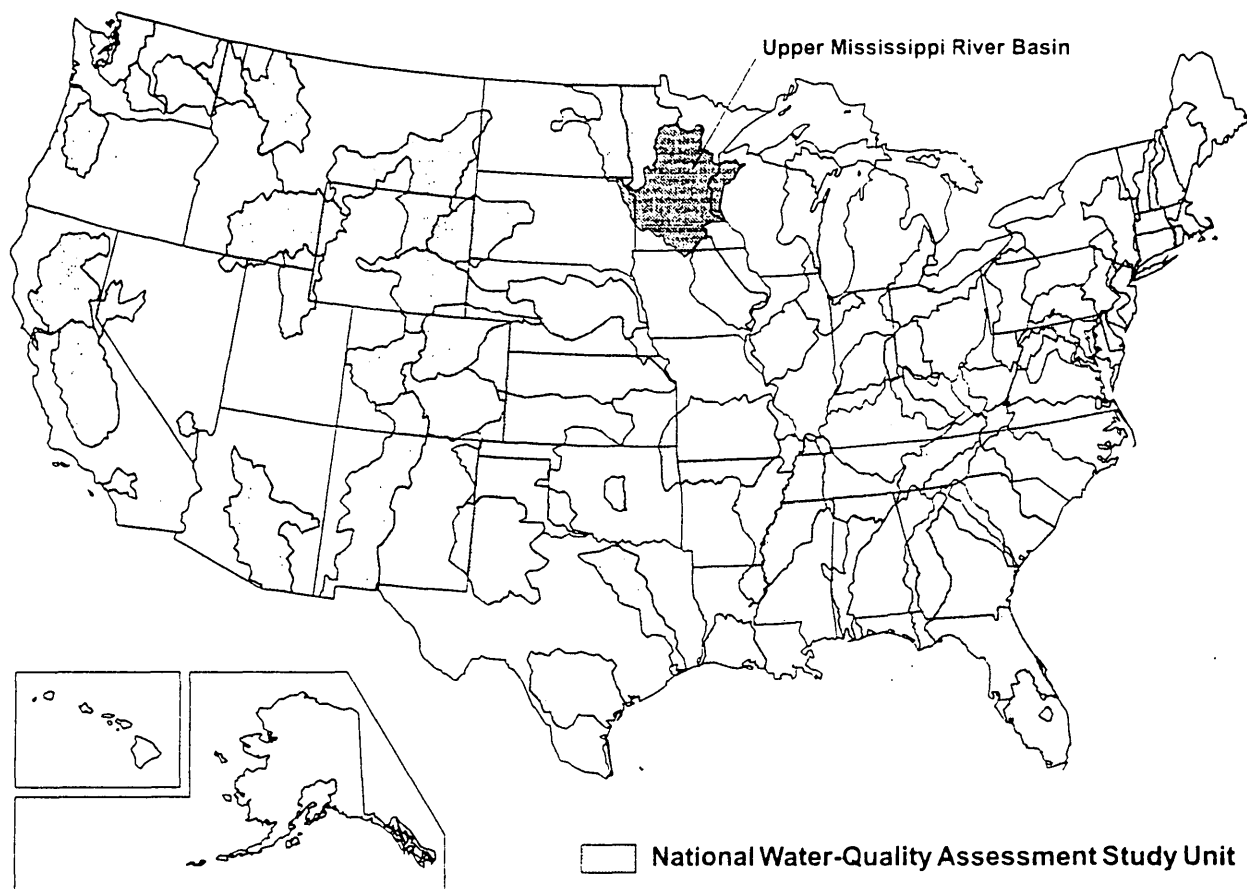 Upper Mississippi River Basin
National Water-Quality Assessment Study Unit